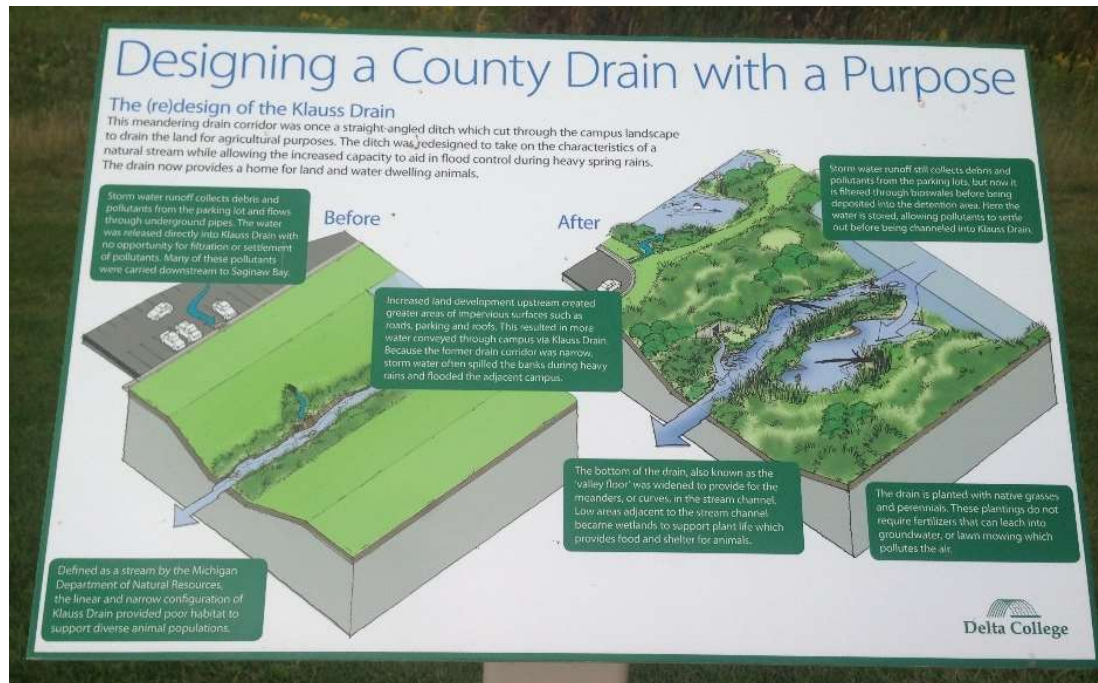 Designing a County Drain with a Purpose
The (re)design of the Klauss Drain
This meandering drain corridor was once a straight-angled ditch which cut through the campus landscape
to drain the land for agricultural purposes. The ditch was redesigned to take on the characteristics of a
natural stream while allowing the increased capacity to aid in flood control during heavy spring rains.
The drain now provides a home for land and water dwelling animals.
Before
Storm water runoff collects debris and
pollutants from the parking lot and flows
through underground pipes. The water
was released directly into Klauss Drain with
no opportunity for filtration or settlement
of pollutants. Many of these pollutants
were carried downstream to Saginaw Bay.
Increased land development upstream created
greater areas of impervious surfaces such as
roads, parking and roofs. This resulted in more
water conveyed through campus via Klauss Drain.
Because the former drain corridor was narrow,
storm water often spilled the banks during heavy
rains and flooded the adjacent campus.
Defined as a stream by the Michigan
Department of Natural Resources,
the linear and narrow configuration of
Klauss Drain provided poor habitat to
support diverse animal populations.
After
Storm water runoff still collects debris and
pollutants from the parking lots, but now it
is filtered through bioswales before being
deposited into the detention area. Here the
water is stored, allowing pollutants to settle
out before being channeled into Klauss Drain.
The bottom of the drain, also known as the
'valley floor' was widened to provide for the
meanders, or curves, in the stream channel.
Low areas adjacent to the stream channel
became wetlands to support plant life which
provides food and shelter for animals.
The drain is planted with native grasses
and perennials. These plantings do not
require fertilizers that can leach into
groundwater, or lawn mowing which
pollutes the air.
Delta College